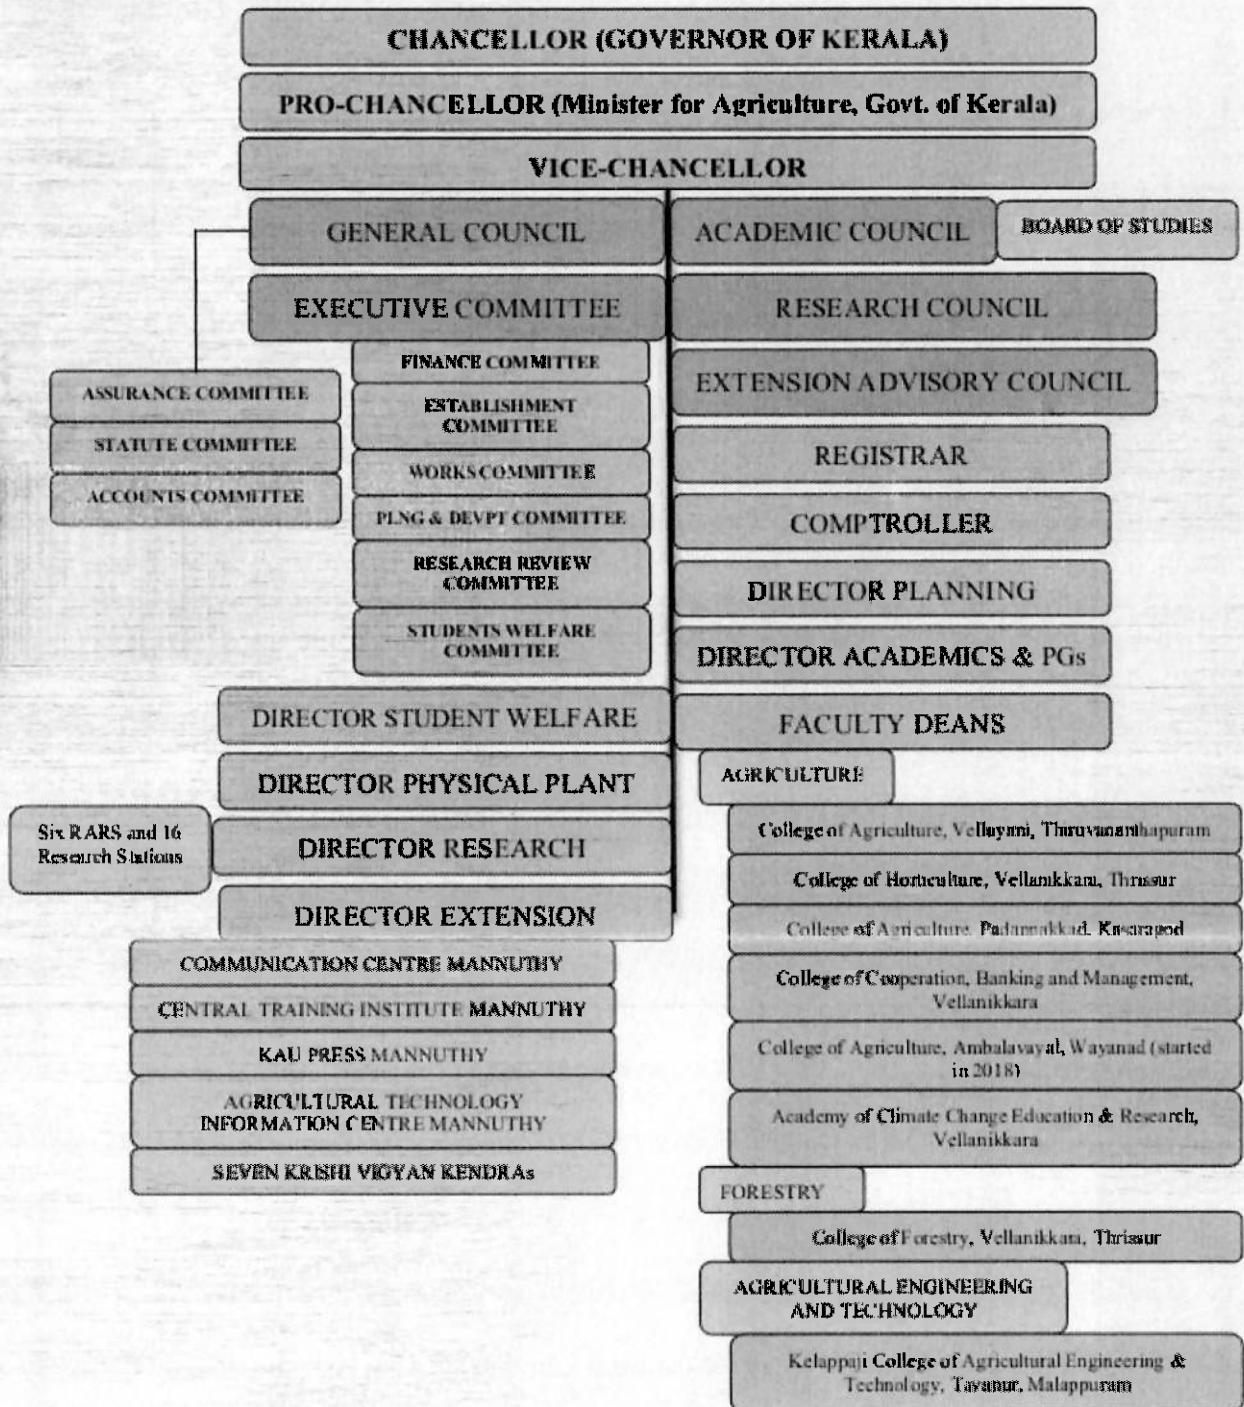 CHANCELLOR (GOVERNOR OF KERALA)
PRO-CHANCELLOR (Minister for Agriculture, Govt. of Kerala)
VICE-CHANCELLOR
GENERAL COUNCIL
ACADEMIC COUNCIL
BOARD OF STUDIES
EXECUTIVE COMMITTEE
RESEARCH COUNCIL
FINANCE COMMITTEE
EXTENSION ADVISORY COUNCIL
ASSURANCE COMMITTEE
ESTABLISHMENT
COMMITTEE
STATUTE COMMITTEE
REGISTRAR
WORKS COMMITTEE
ACCOUNTS COMMITTEE
PLNG & DEVPT COMMITTEE
COMPTROLLER
RESEARCH REVIEW
COMMITTEE
DIRECTOR PLANNING
STUDENTS WELFARE
COMMITTEE
DIRECTOR ACADEMICS & PGs
DIRECTOR STUDENT WELFARE
FACULTY DEANS
DIRECTOR PHYSICAL PLANT
Six RARS and 16
Research Stations
DIRECTOR RESEARCH
DIRECTOR EXTENSION
COMMUNICATION CENTRE MANNUTHY
CENTRAL TRAINING INSTITUTE MANNUTHY
KAU PRESS MANNUTHY
AGRICULTURAL TECHNOLOGY
INFORMATION CENTRE MANNUTHY
SEVEN KRISHI VIGYAN KENDRAs
AGRICULTURE
College of Agriculture, Vellayani, Thiruvananthapuram
College of Horticulture, Vellanikkara, Thrissur
College of Agriculture, Padannakkad, Kasaragod
College of Cooperation, Banking and Management,
Vellanikkara
College of Agriculture, Ambalavayal, Wayanad (started
in 2018)
Academy of Climate Change Education & Research,
Vellanikkara
FORESTRY
College of Forestry, Vellanikkara, Thrissur
AGRICULTURAL ENGINEERING
AND TECHNOLOGY
Kelappaji College of Agricultural Engineering &
Technology, Tavanur, Malappuram